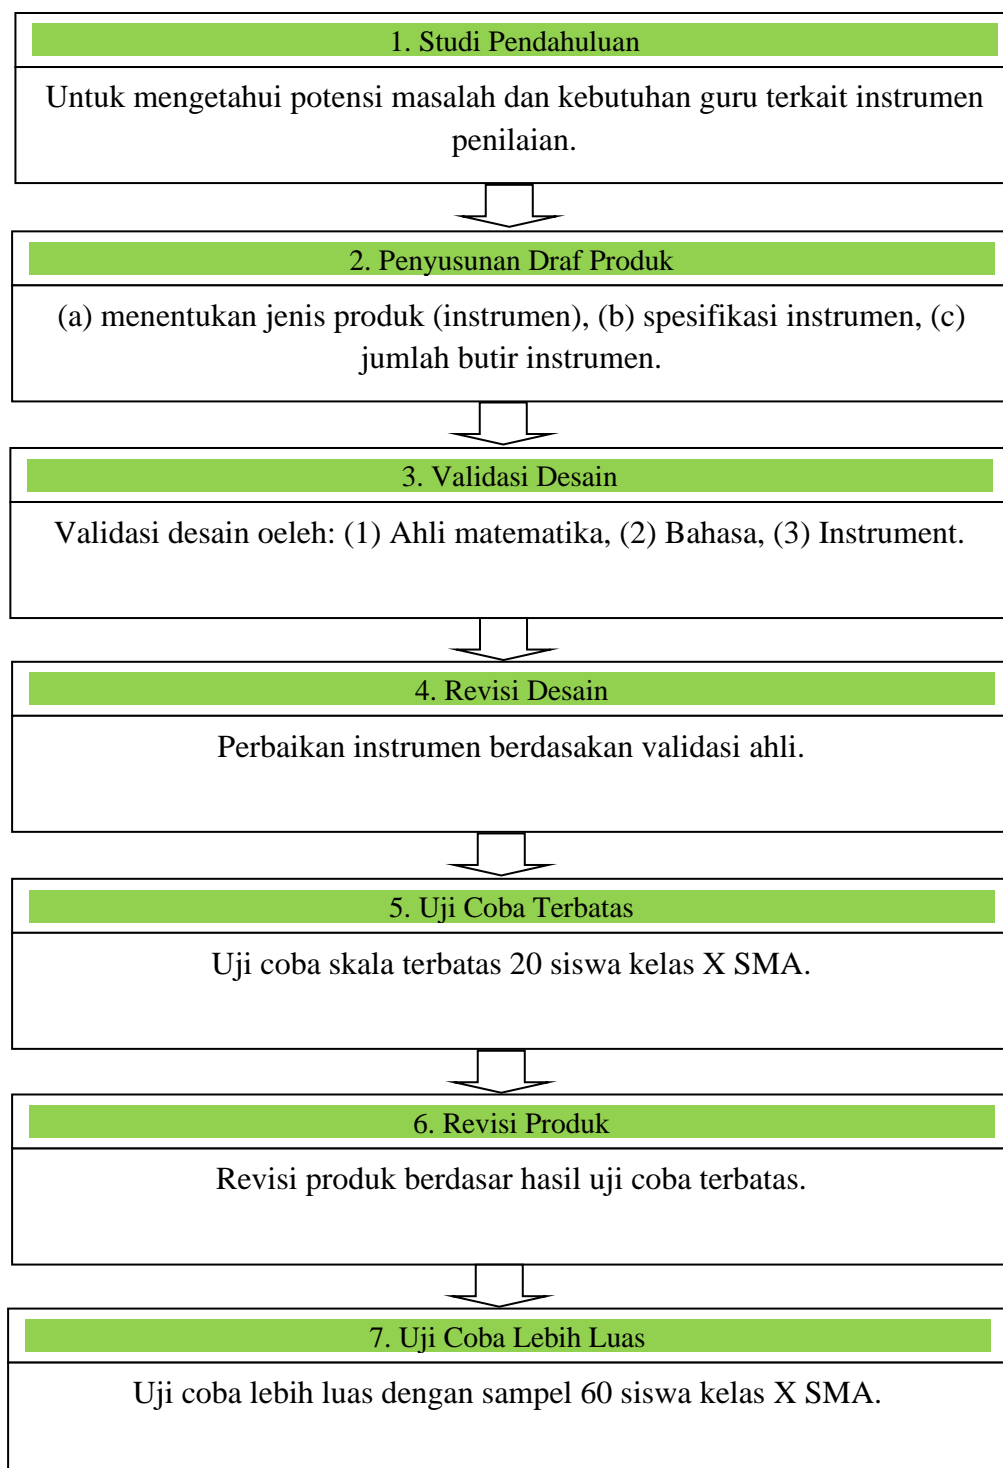 1. Studi Pendahuluan
Untuk mengetahui potensi masalah dan kebutuhan guru terkait instrumen
penilaian.
2. Penyusunan Draf Produk
(a) menentukan jenis produk (instrumen), (b) spesifikasi instrumen, (c)
jumlah butir instrumen.
3. Validasi Desain
Validasi desain oeleh: (1) Ahli matematika, (2) Bahasa, (3) Instrument.
4. Revisi Desain
Perbaikan instrumen berdasakan validasi ahli.
5. Uji Coba Terbatas
Uji coba skala terbatas 20 siswa kelas X SMA.
6. Revisi Produk
Revisi produk berdasar hasil uji coba terbatas.
7. Uji Coba Lebih Luas
Uji coba lebih luas dengan sampel 60 siswa kelas X SMA.